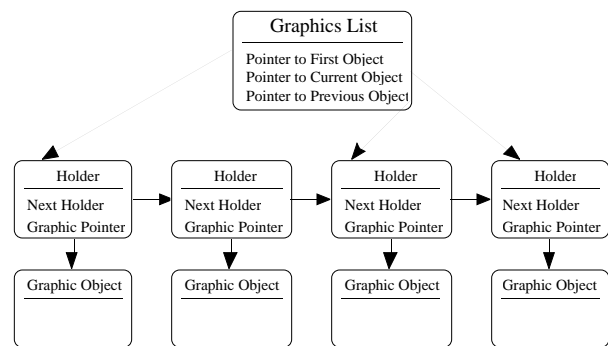 Graphics List
Pointer to First Object
Pointer to Current Object
Pointer to Previous Object
Holder
Next Holder
Graphic Pointer
Holder
Next Holder
Graphic Pointer
Holder
Next Holder
Graphic Pointer
Holder
Next Holder
Graphic Pointer
Graphic Object
Graphic Object
Graphic Object
Graphic Object